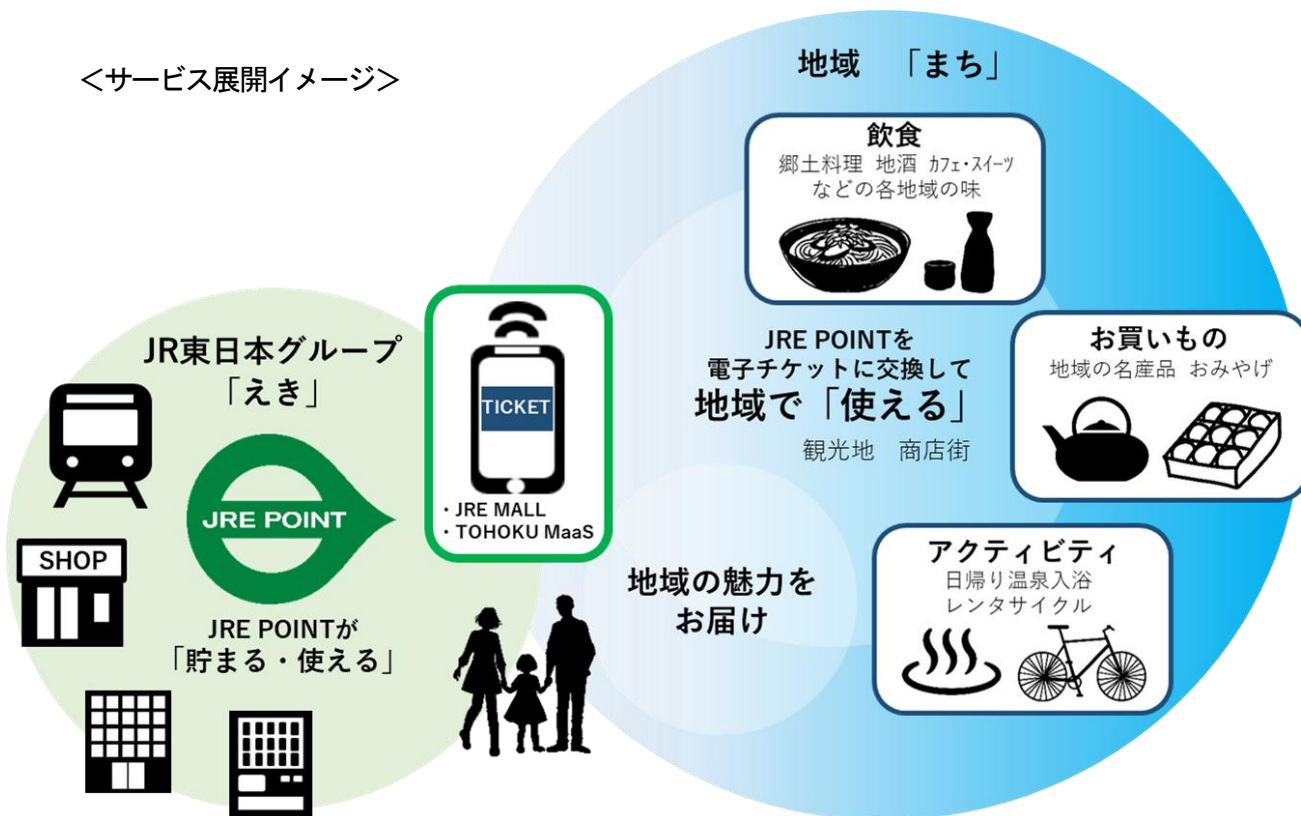 ＜サービス展開イメージ＞
地域　「まち」
飲食
郷土料理 地酒 ｶﾌｪ･ｽｲｰﾂ
などの各地域の味
JR東日本グループ
「えき」
JRE POINT
SHOP
JRE POINTが
「貯まる・使える」
TICKET
・JRE MALL
・TOHOKU MaaS
JRE POINTを
電子チケットに交換して
地域で「使える」
観光地　商店街
お買いもの
地域の名産品 おみやげ
地域の魅力を
お届け
アクティビティ
日帰り温泉入浴
レンタサイクル